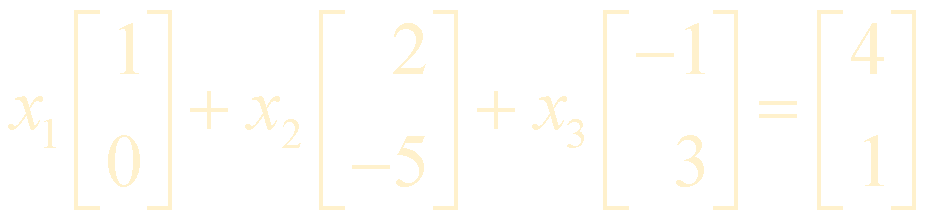 x₁ [1 0] + x₂ [2 −5] + x₃ [−1 3] = [4 1]